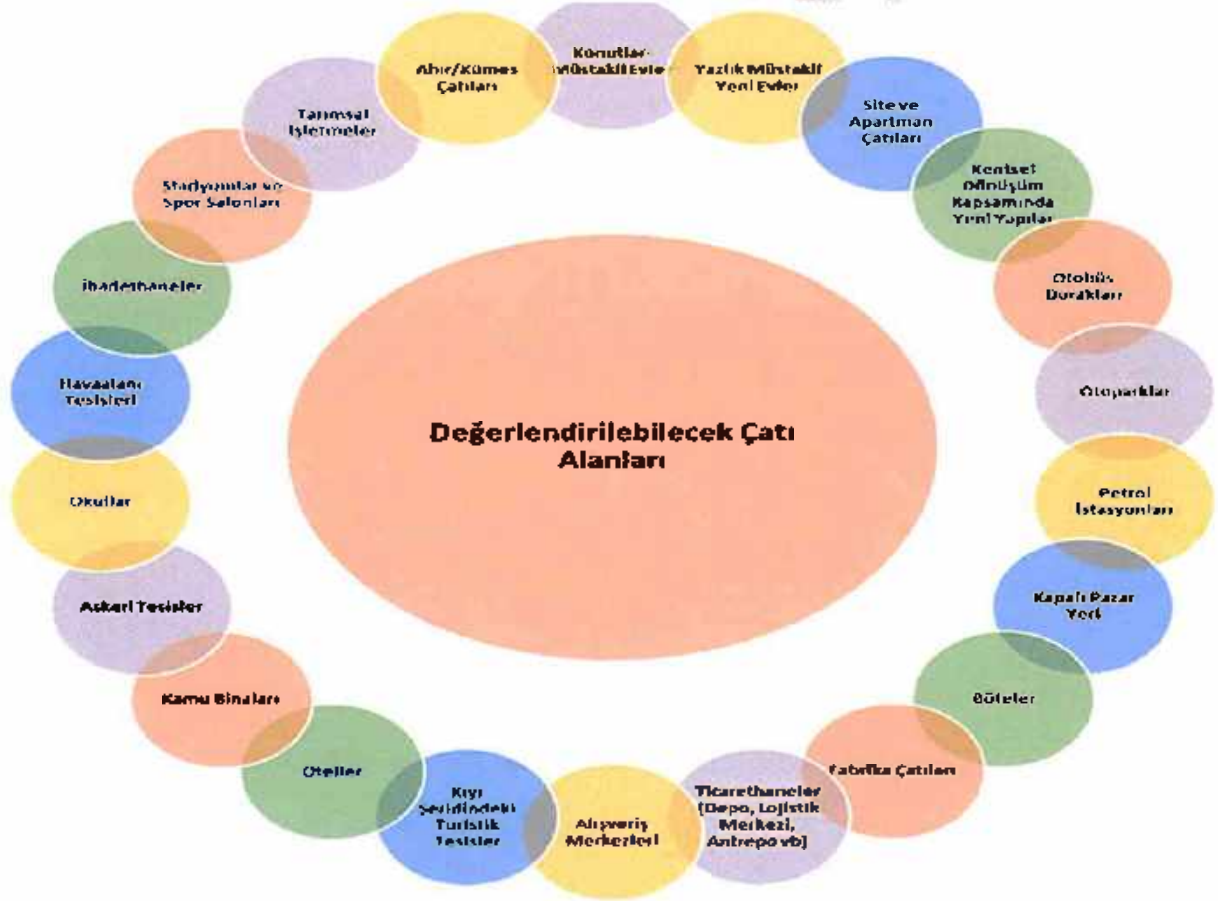 Konutlar-
Müstakil Evler
Yazlık Müstakil
Yeni Evler
Site ve
Apartman
Çatıları
Kentsel
Dönüşüm
Kapsamında
Yeni Yapılar
Otobüs
Durakları
Otoparklar
Petrol
İstasyonları
Kapalı Pazar
Yeri
Büfeler
Fabrika Çatıları
Ticarethaneler
(Depo, Lojistik
Merkezi,
Antrepo vb)
Alışveriş
Merkezleri
Kıyı
Şeridindeki
Turistik
Tesisler
Oteller
Kamu Binaları
Askeri Tesisler
Okullar
Havaalanı
Tesisleri
İbadethaneler
Stadyumlar ve
Spor Salonları
Tarımsal
İşletmeler
Ahır/Kümes
Çatıları
Değerlendirilebilecek Çatı
Alanları